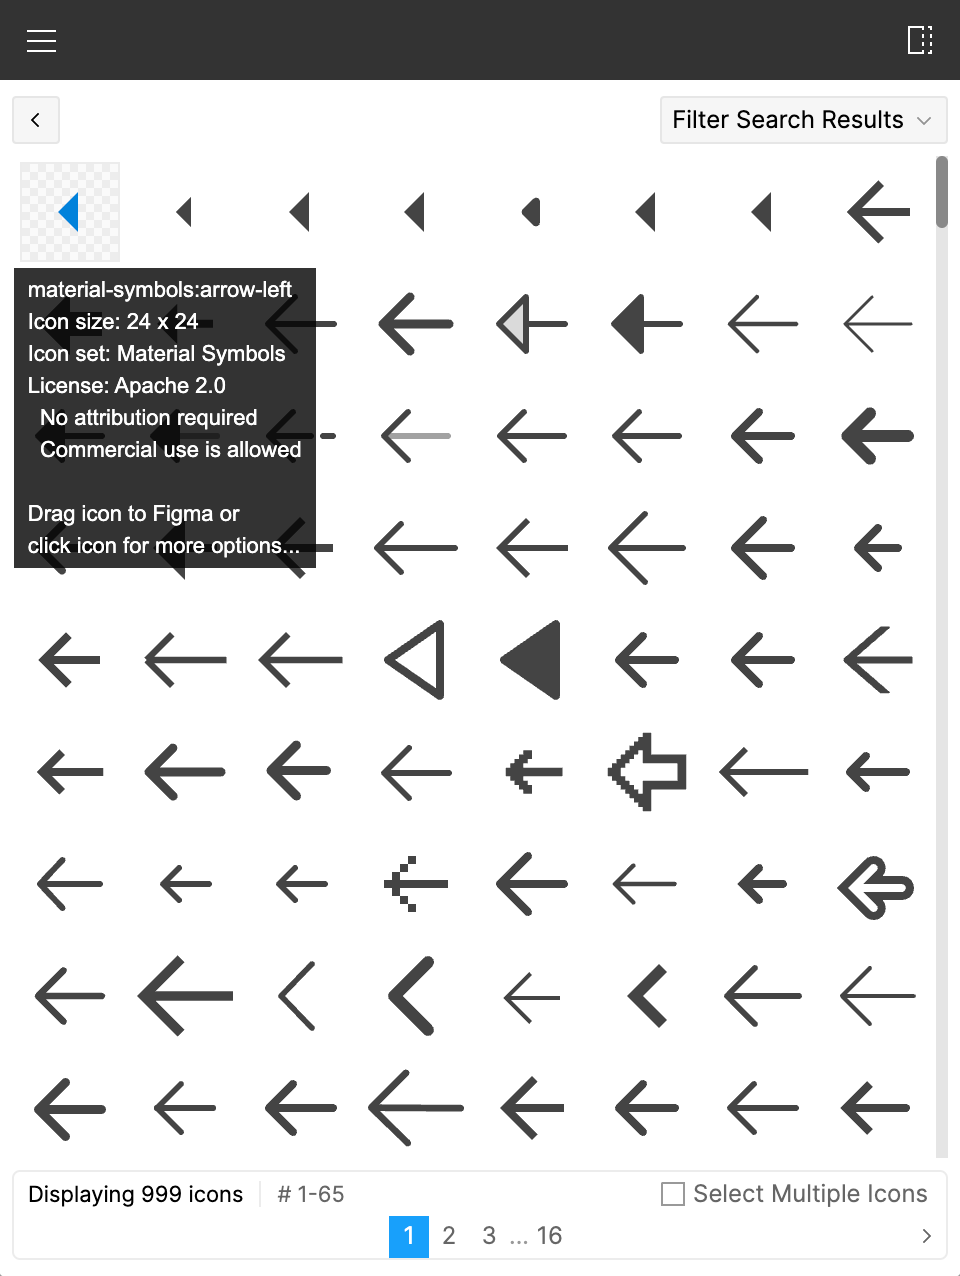 Filter Search Results
material-symbols:arrow-left
Icon size: 24 x 24
Icon set: Material Symbols
License: Apache 2.0
No attribution required
Commercial use is allowed
Drag icon to Figma or
click icon for more options...
Displaying 999 icons
# 1-65
Select Multiple Icons
1 2 3 ... 16